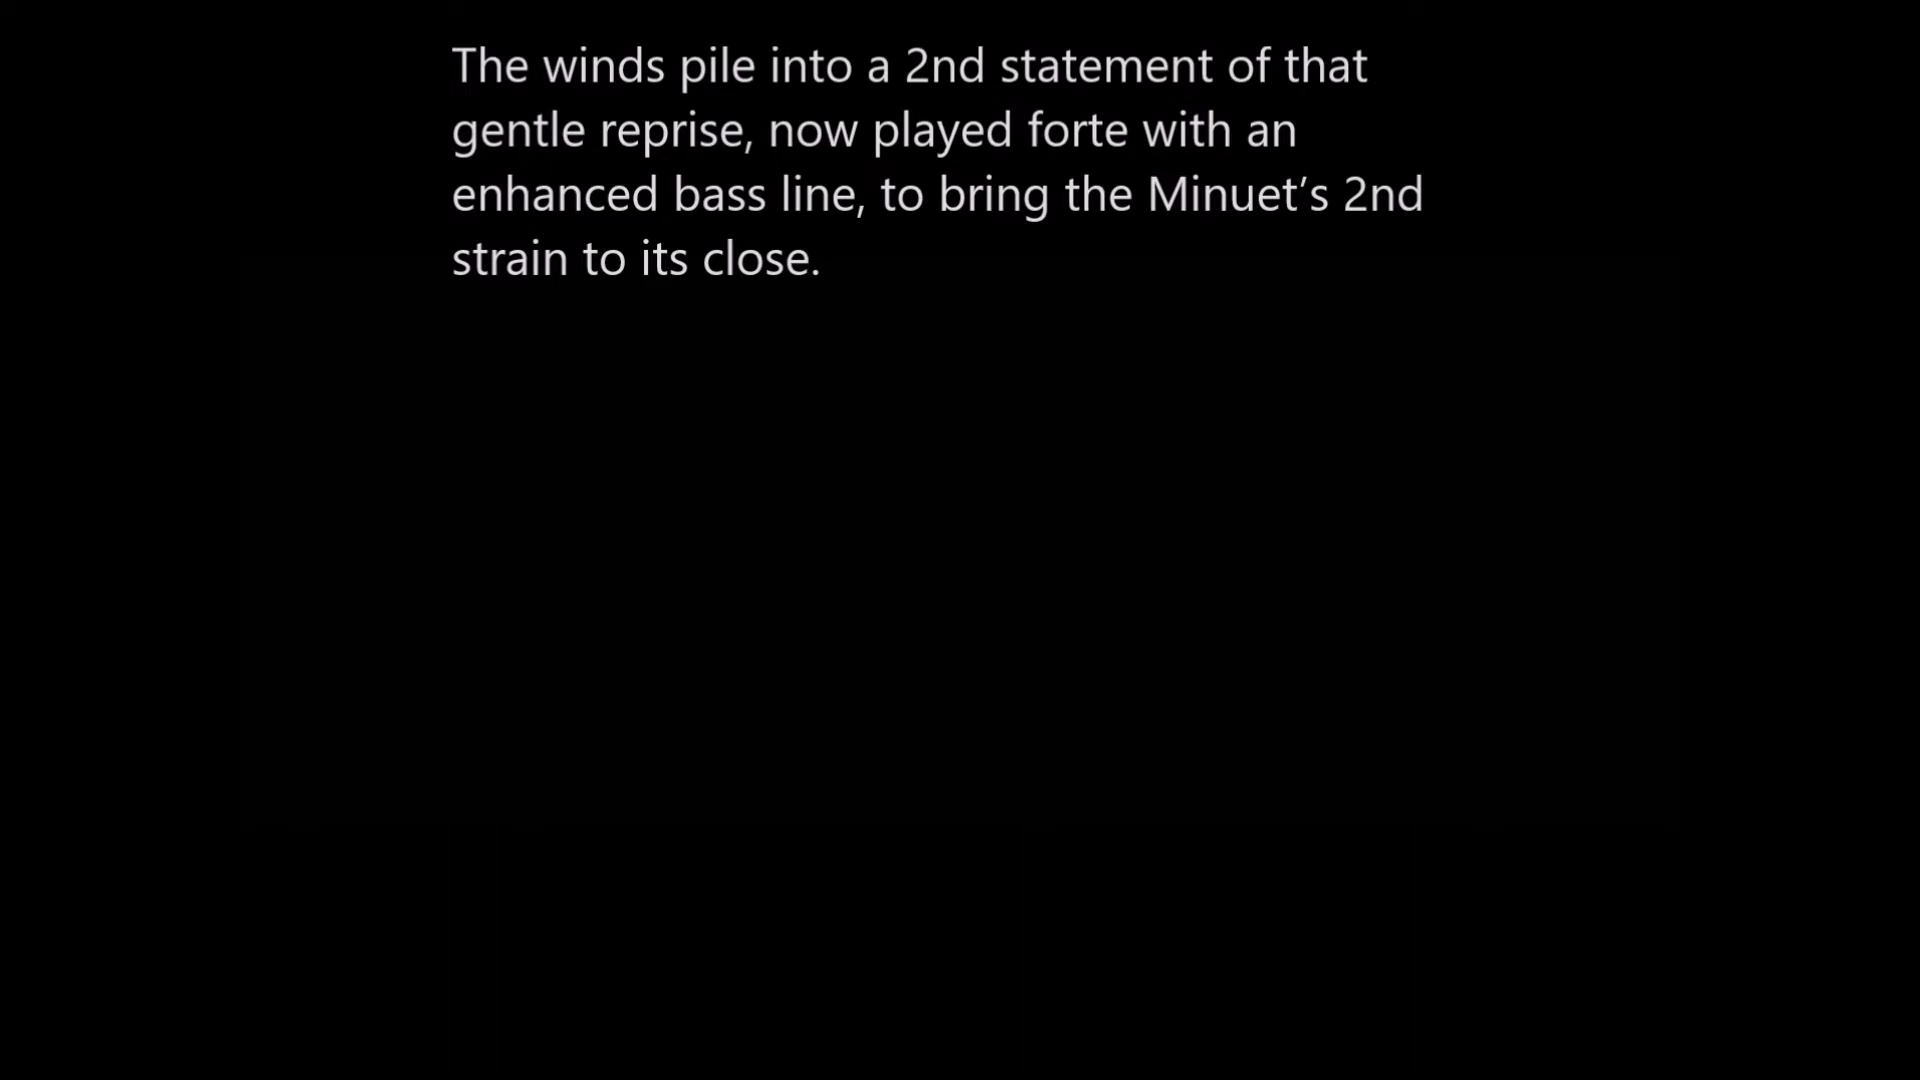 The winds pile into a 2nd statement of that
gentle reprise, now played forte with an
enhanced bass line, to bring the Minuet’s 2nd
strain to its close.